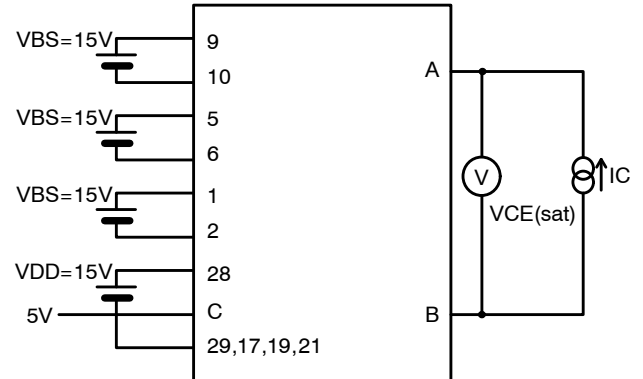 VBS=15V
9
10
A
VBS=15V
5
6
V
IC
VBS=15V
1
2
VCE(sat)
VDD=15V
28
5V
C
B
29,17,19,21